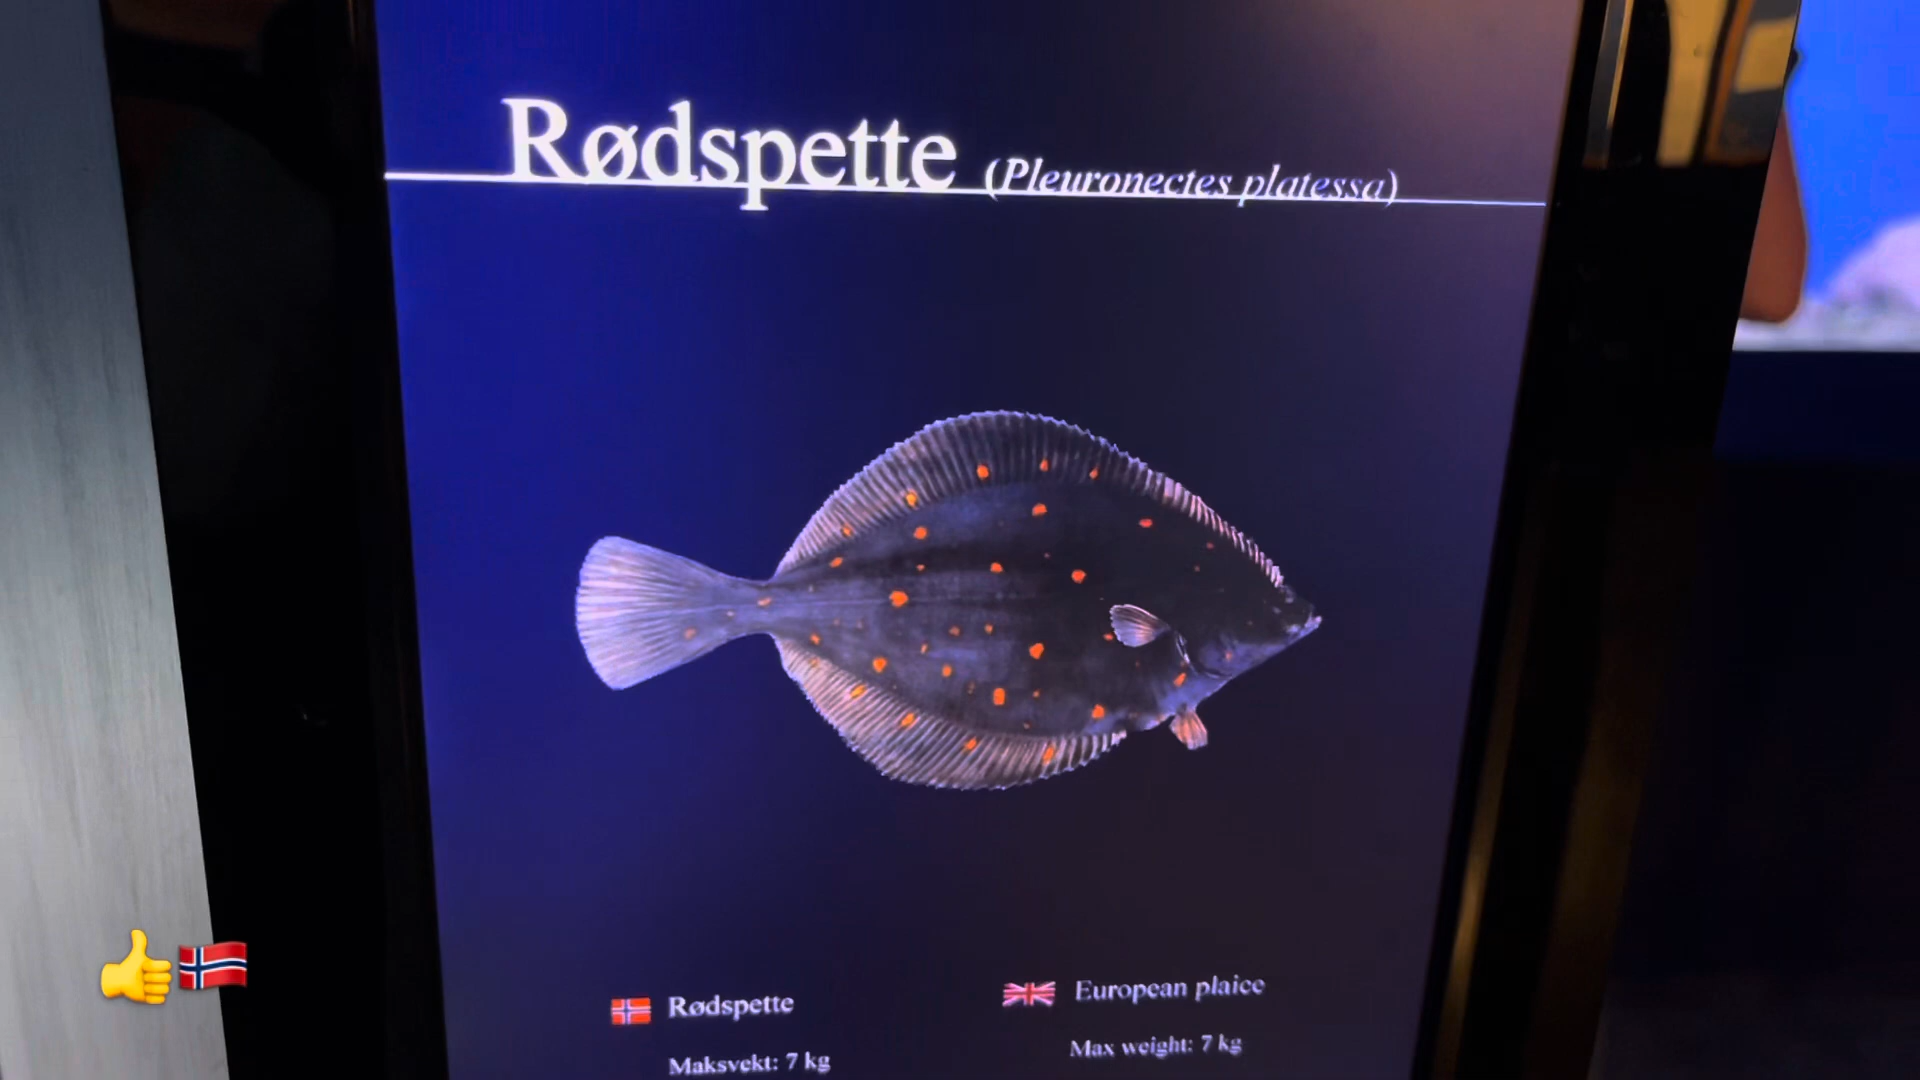 Rødspette (Pleuronectes platessa)
Rødspette
Maksvekt: 7 kg
European plaice
Max weight: 7 kg